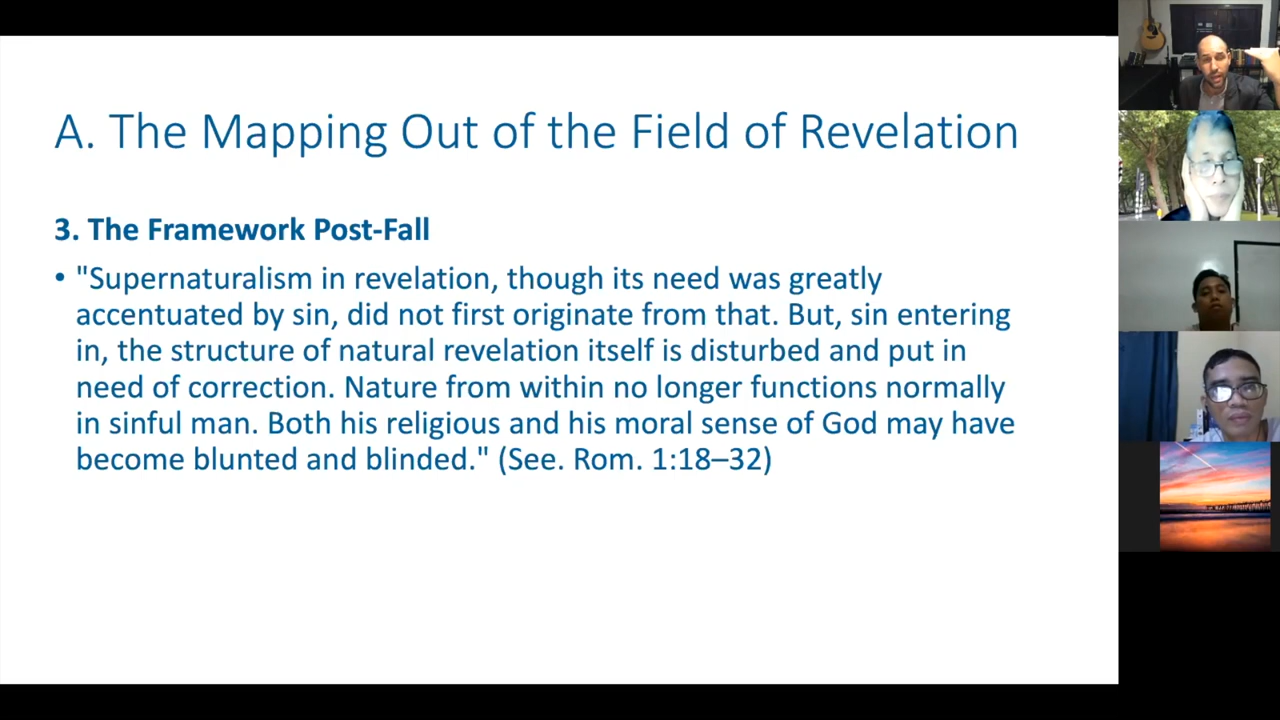 A. The Mapping Out of the Field of Revelation
3. The Framework Post-Fall
• "Supernaturalism in revelation, though its need was greatly
accentuated by sin, did not first originate from that. But, sin entering
in, the structure of natural revelation itself is disturbed and put in
need of correction. Nature from within no longer functions normally
in sinful man. Both his religious and his moral sense of God may have
become blunted and blinded." (See. Rom. 1:18–32)